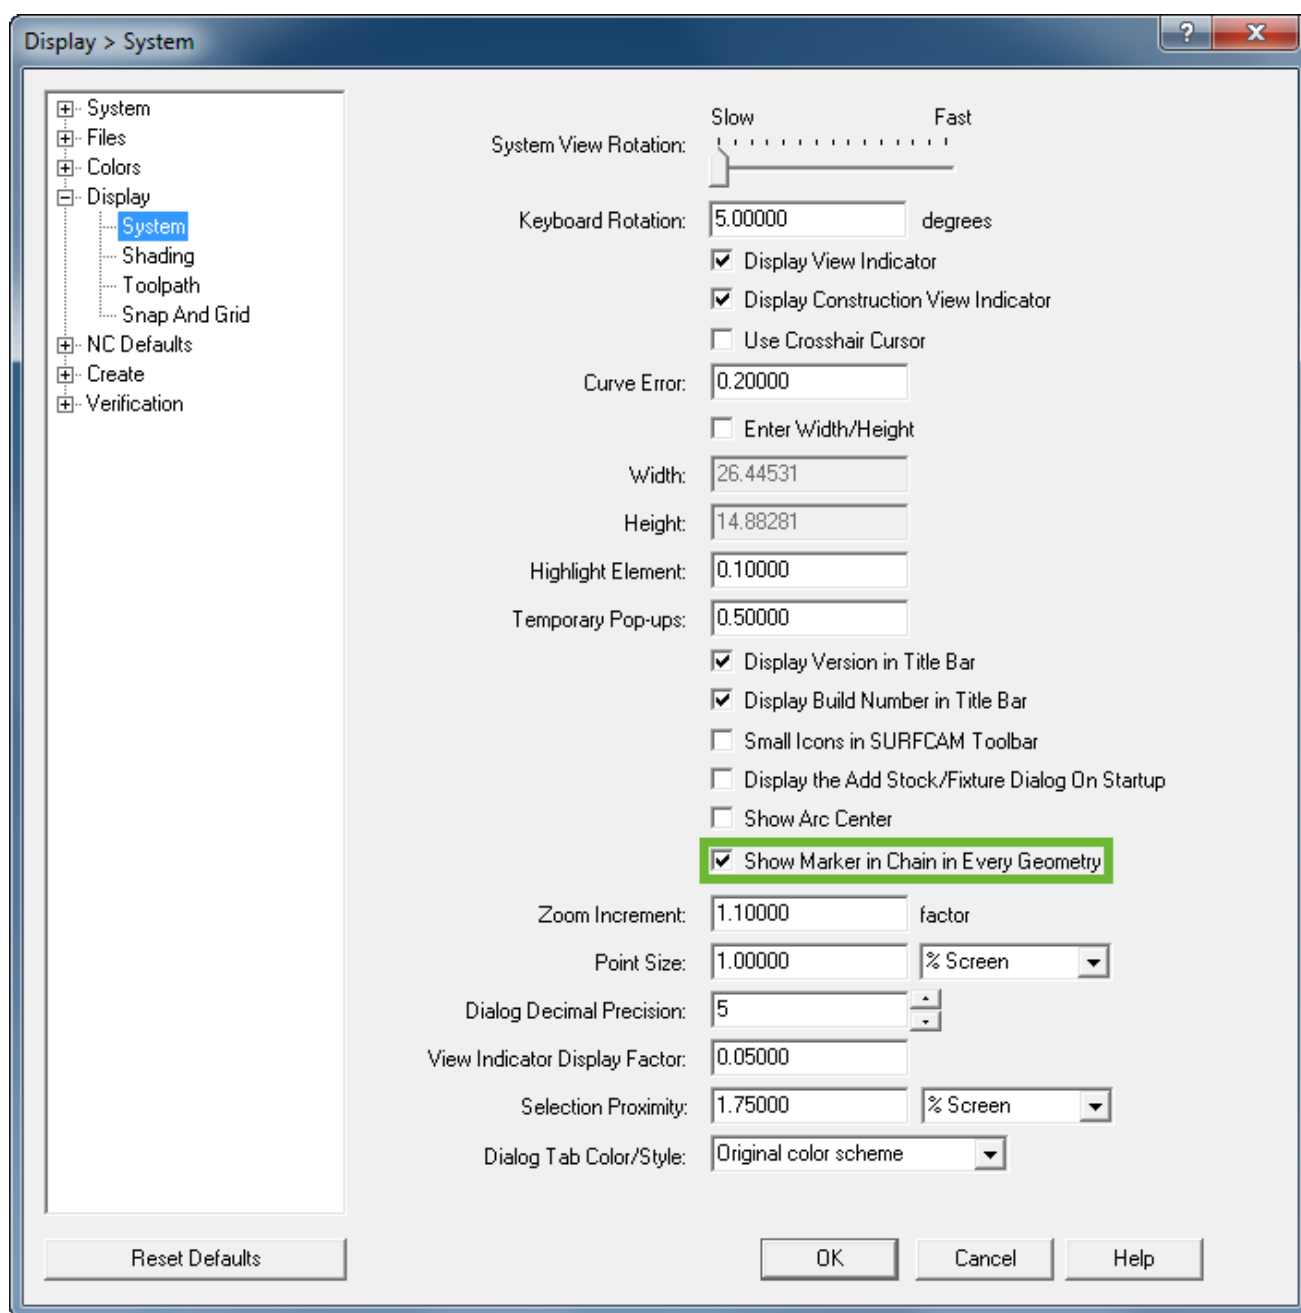 Display > System
? X
System
Files
Colors
Display
System
Shading
Toolpath
Snap And Grid
NC Defaults
Create
Verification
Slow Fast
System View Rotation:
Keyboard Rotation: 5.00000 degrees
Display View Indicator
Display Construction View Indicator
Use Crosshair Cursor
Curve Error: 0.20000
Enter Width/Height
Width: 26.44531
Height: 14.88281
Highlight Element: 0.10000
Temporary Pop-ups: 0.50000
Display Version in Title Bar
Display Build Number in Title Bar
Small Icons in SURFCAM Toolbar
Display the Add Stock/Fixture Dialog On Startup
Show Arc Center
Show Marker in Chain in Every Geometry
Zoom Increment: 1.10000 factor
Point Size: 1.00000 % Screen
Dialog Decimal Precision: 5
View Indicator Display Factor: 0.05000
Selection Proximity: 1.75000 % Screen
Dialog Tab Color/Style: Original color scheme
Reset Defaults OK Cancel Help